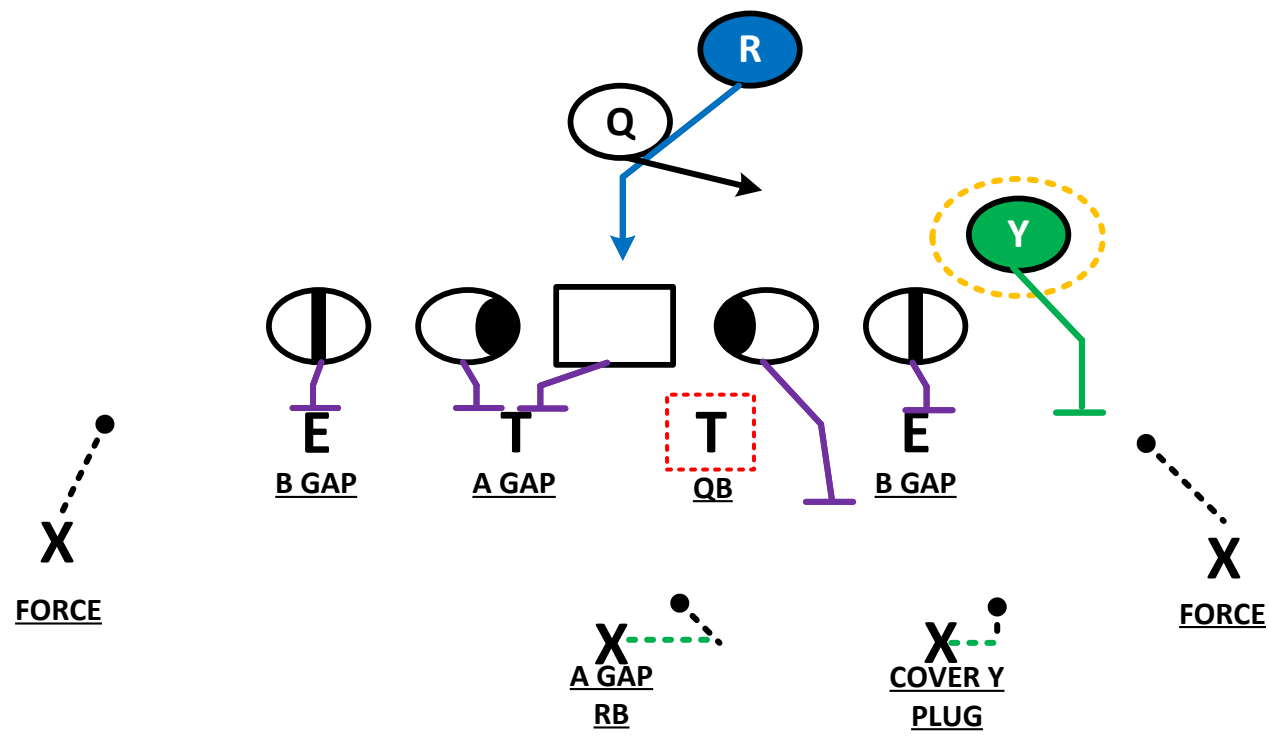 R
Q
Y
E T T E
B GAP A GAP QB B GAP
X X
FORCE FORCE
X X
A GAP COVER Y
RB PLUG